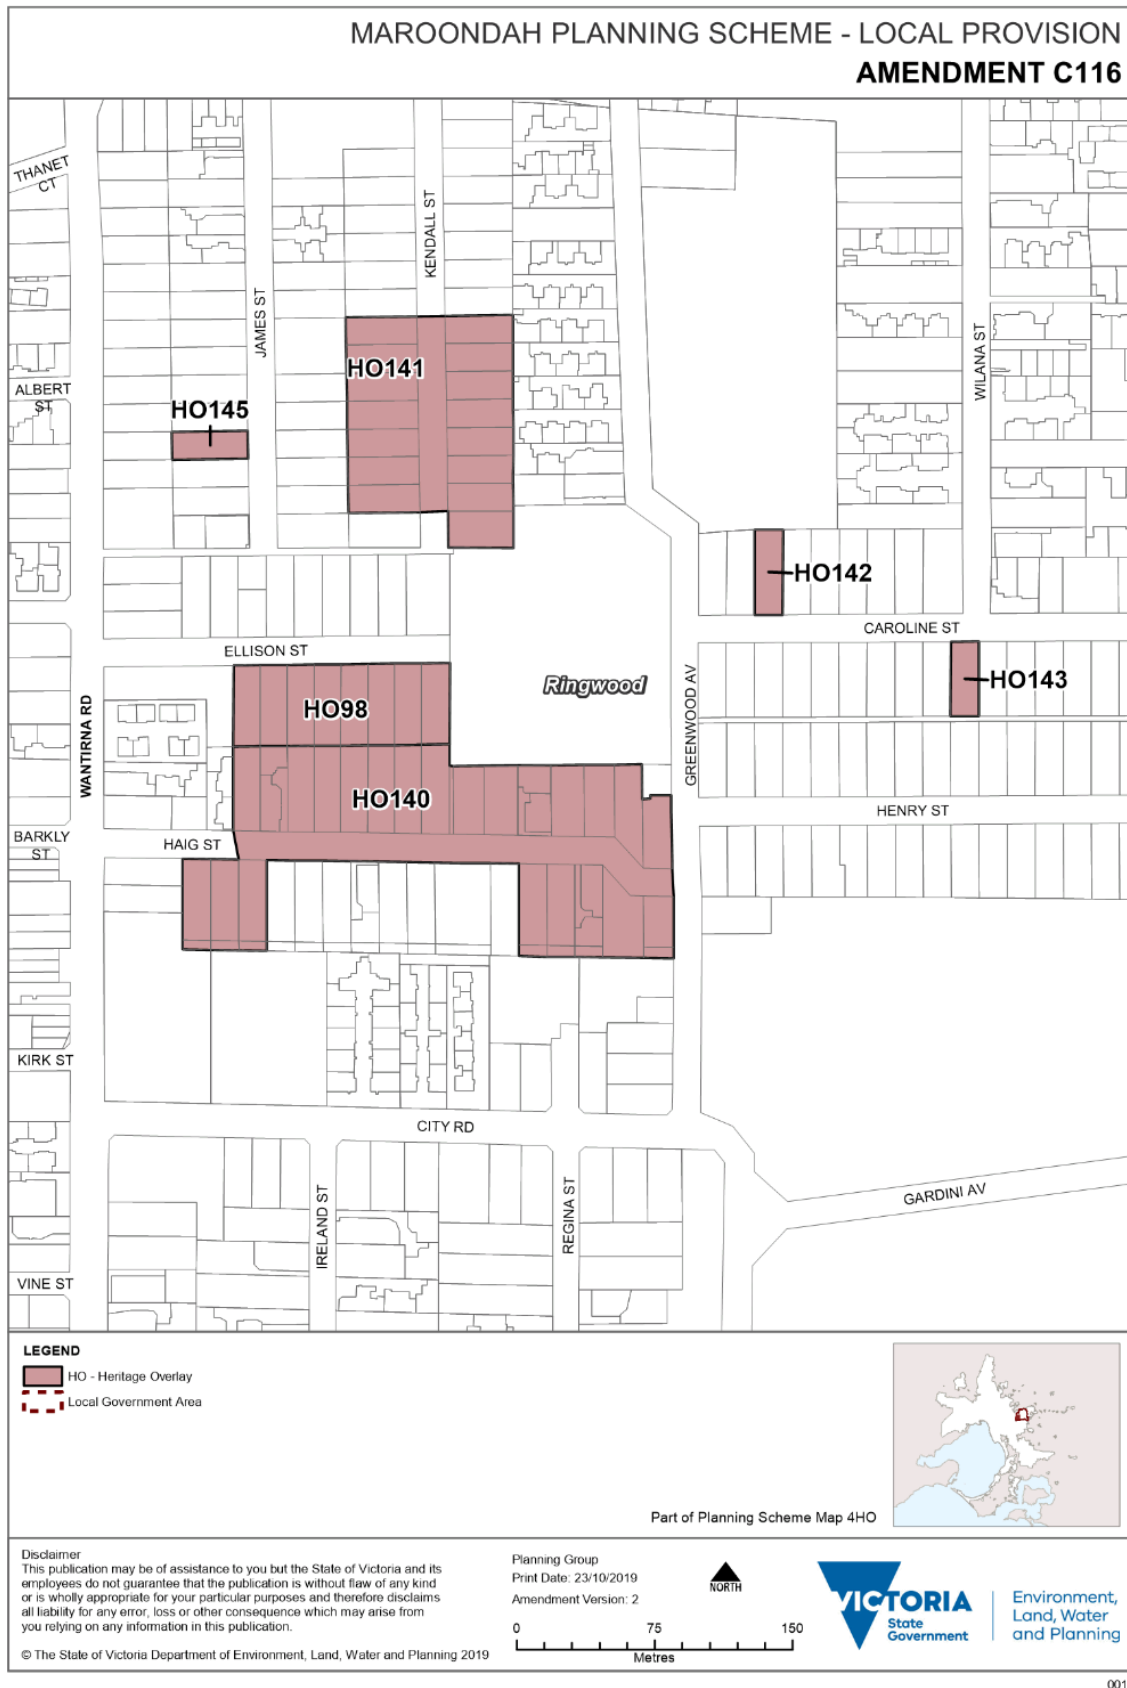 MAROONDAH PLANNING SCHEME - LOCAL PROVISION
AMENDMENT C116
THANET
CT
KENDALL ST
JAMES ST
WILANA ST
HO141
ALBERT
ST
HO145
HO142
CAROLINE ST
ELLISON ST
HO143
Ringwood
GREENWOOD AV
WANTIRNA RD
HO98
HO140
HENRY ST
BARKLY
ST
HAIG ST
KIRK ST
CITY RD
GARDINI AV
IRELAND ST
REGINA ST
VINE ST
LEGEND
HO - Heritage Overlay
Local Government Area
Part of Planning Scheme Map 4HO
Disclaimer
This publication may be of assistance to you but the State of Victoria and its
employees do not guarantee that the publication is without flaw of any kind
or is wholly appropriate for your particular purposes and therefore disclaims
all liability for any error, loss or other consequence which may arise from
you relying on any information in this publication.
© The State of Victoria Department of Environment, Land, Water and Planning 2019
Planning Group
Print Date: 23/10/2019
Amendment Version: 2
NORTH
0 75 150
Metres
VICTORIA
State
Government
Environment,
Land, Water
and Planning
001